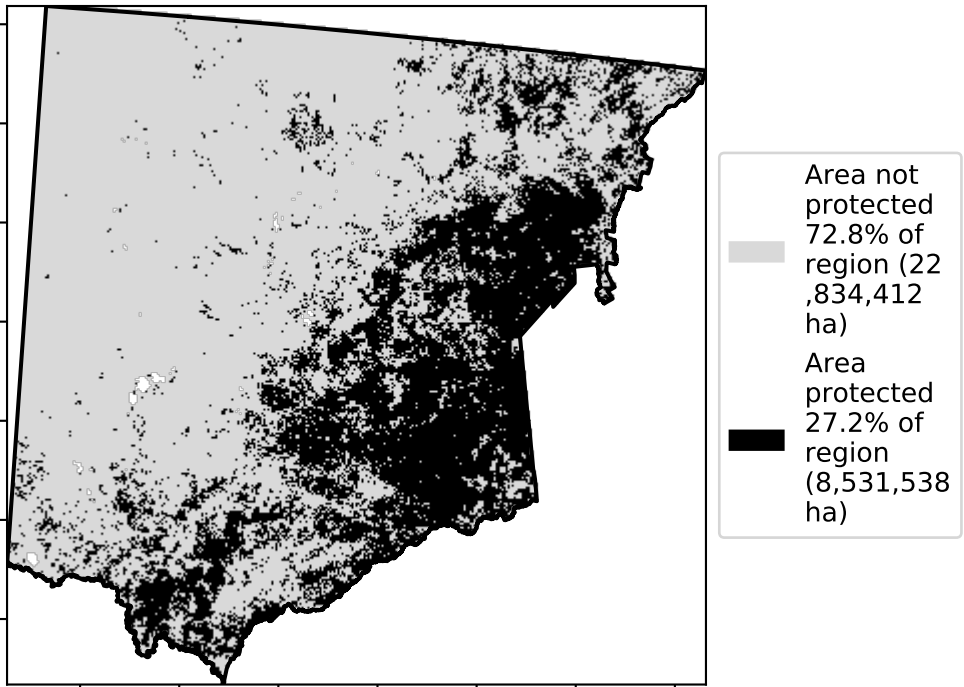 Area not
protected
72.8% of
region (22
,834,412
ha)
Area
protected
27.2% of
region
(8,531,538
ha)